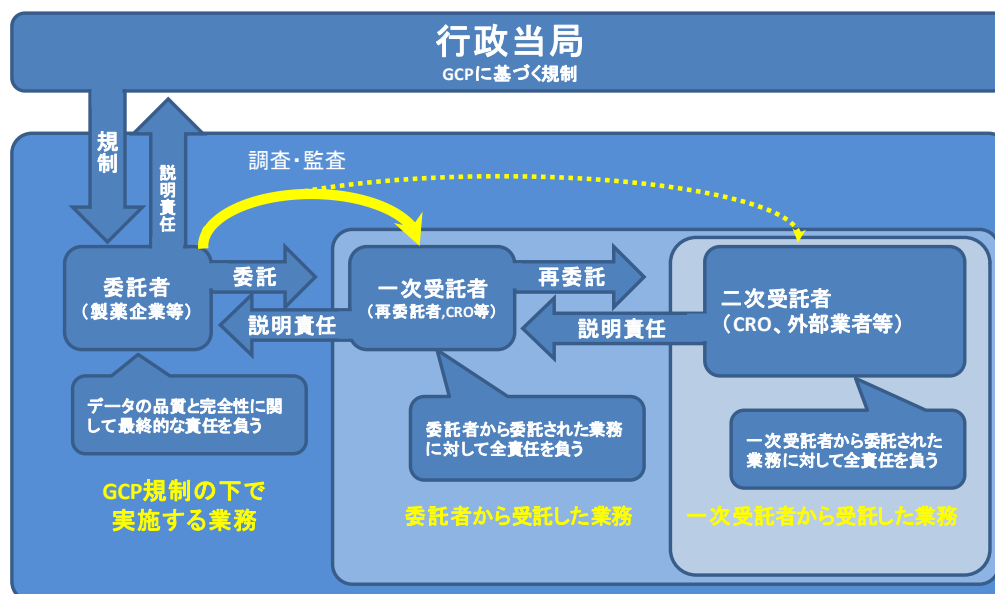 行政当局
GCPに基づく規制
規制
説明責任
調査・監査
委託者
（製薬企業等）
委託
説明責任
一次受託者
（再委託者,CRO等）
再委託
説明責任
二次受託者
（CRO、外部業者等）
データの品質と完全性に関
して最終的な責任を負う
委託者から委託された業務
に対して全責任を負う
一次受託者から委託された
業務に対して全責任を負う
GCP規制の下で
実施する業務
委託者から受託した業務
一次受託者から受託した業務